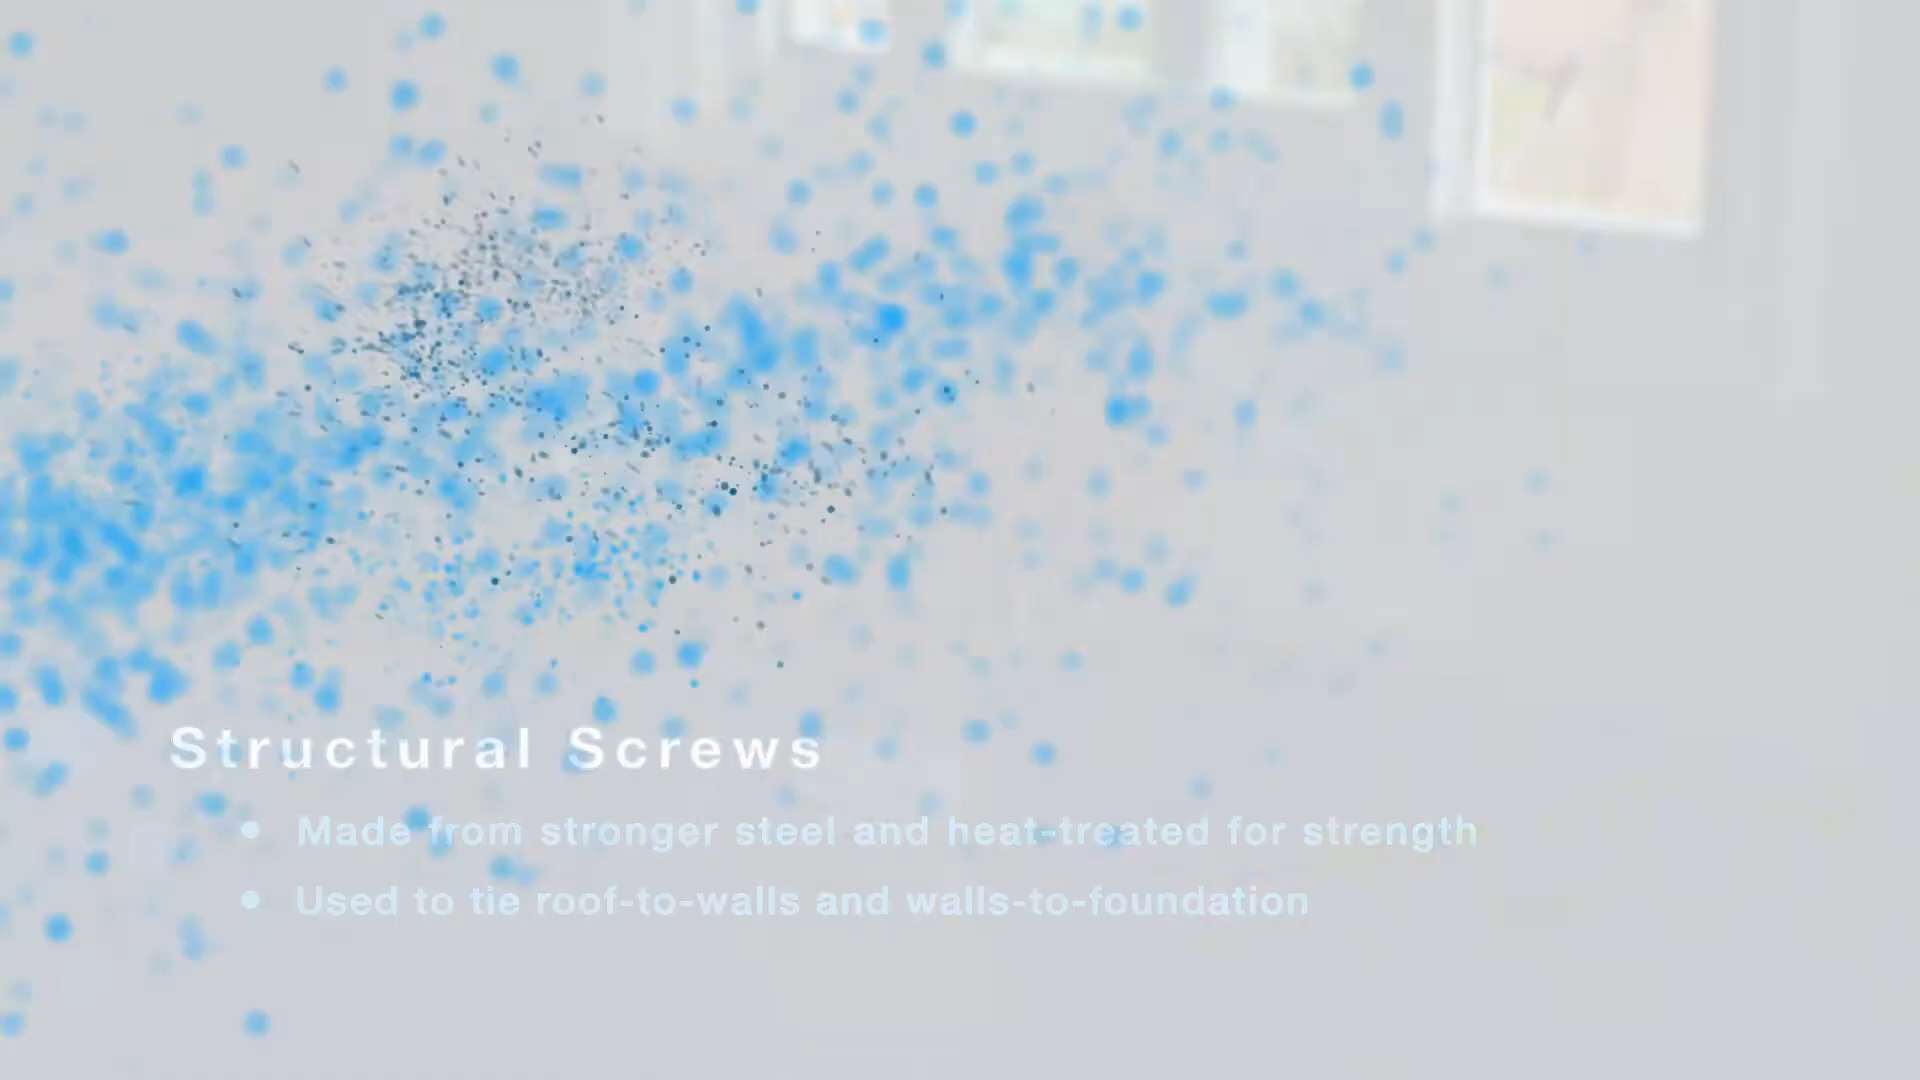 Structural Screws
• Made from stronger steel and heat-treated for strength
• Used to tie roof-to-walls and walls-to-foundation